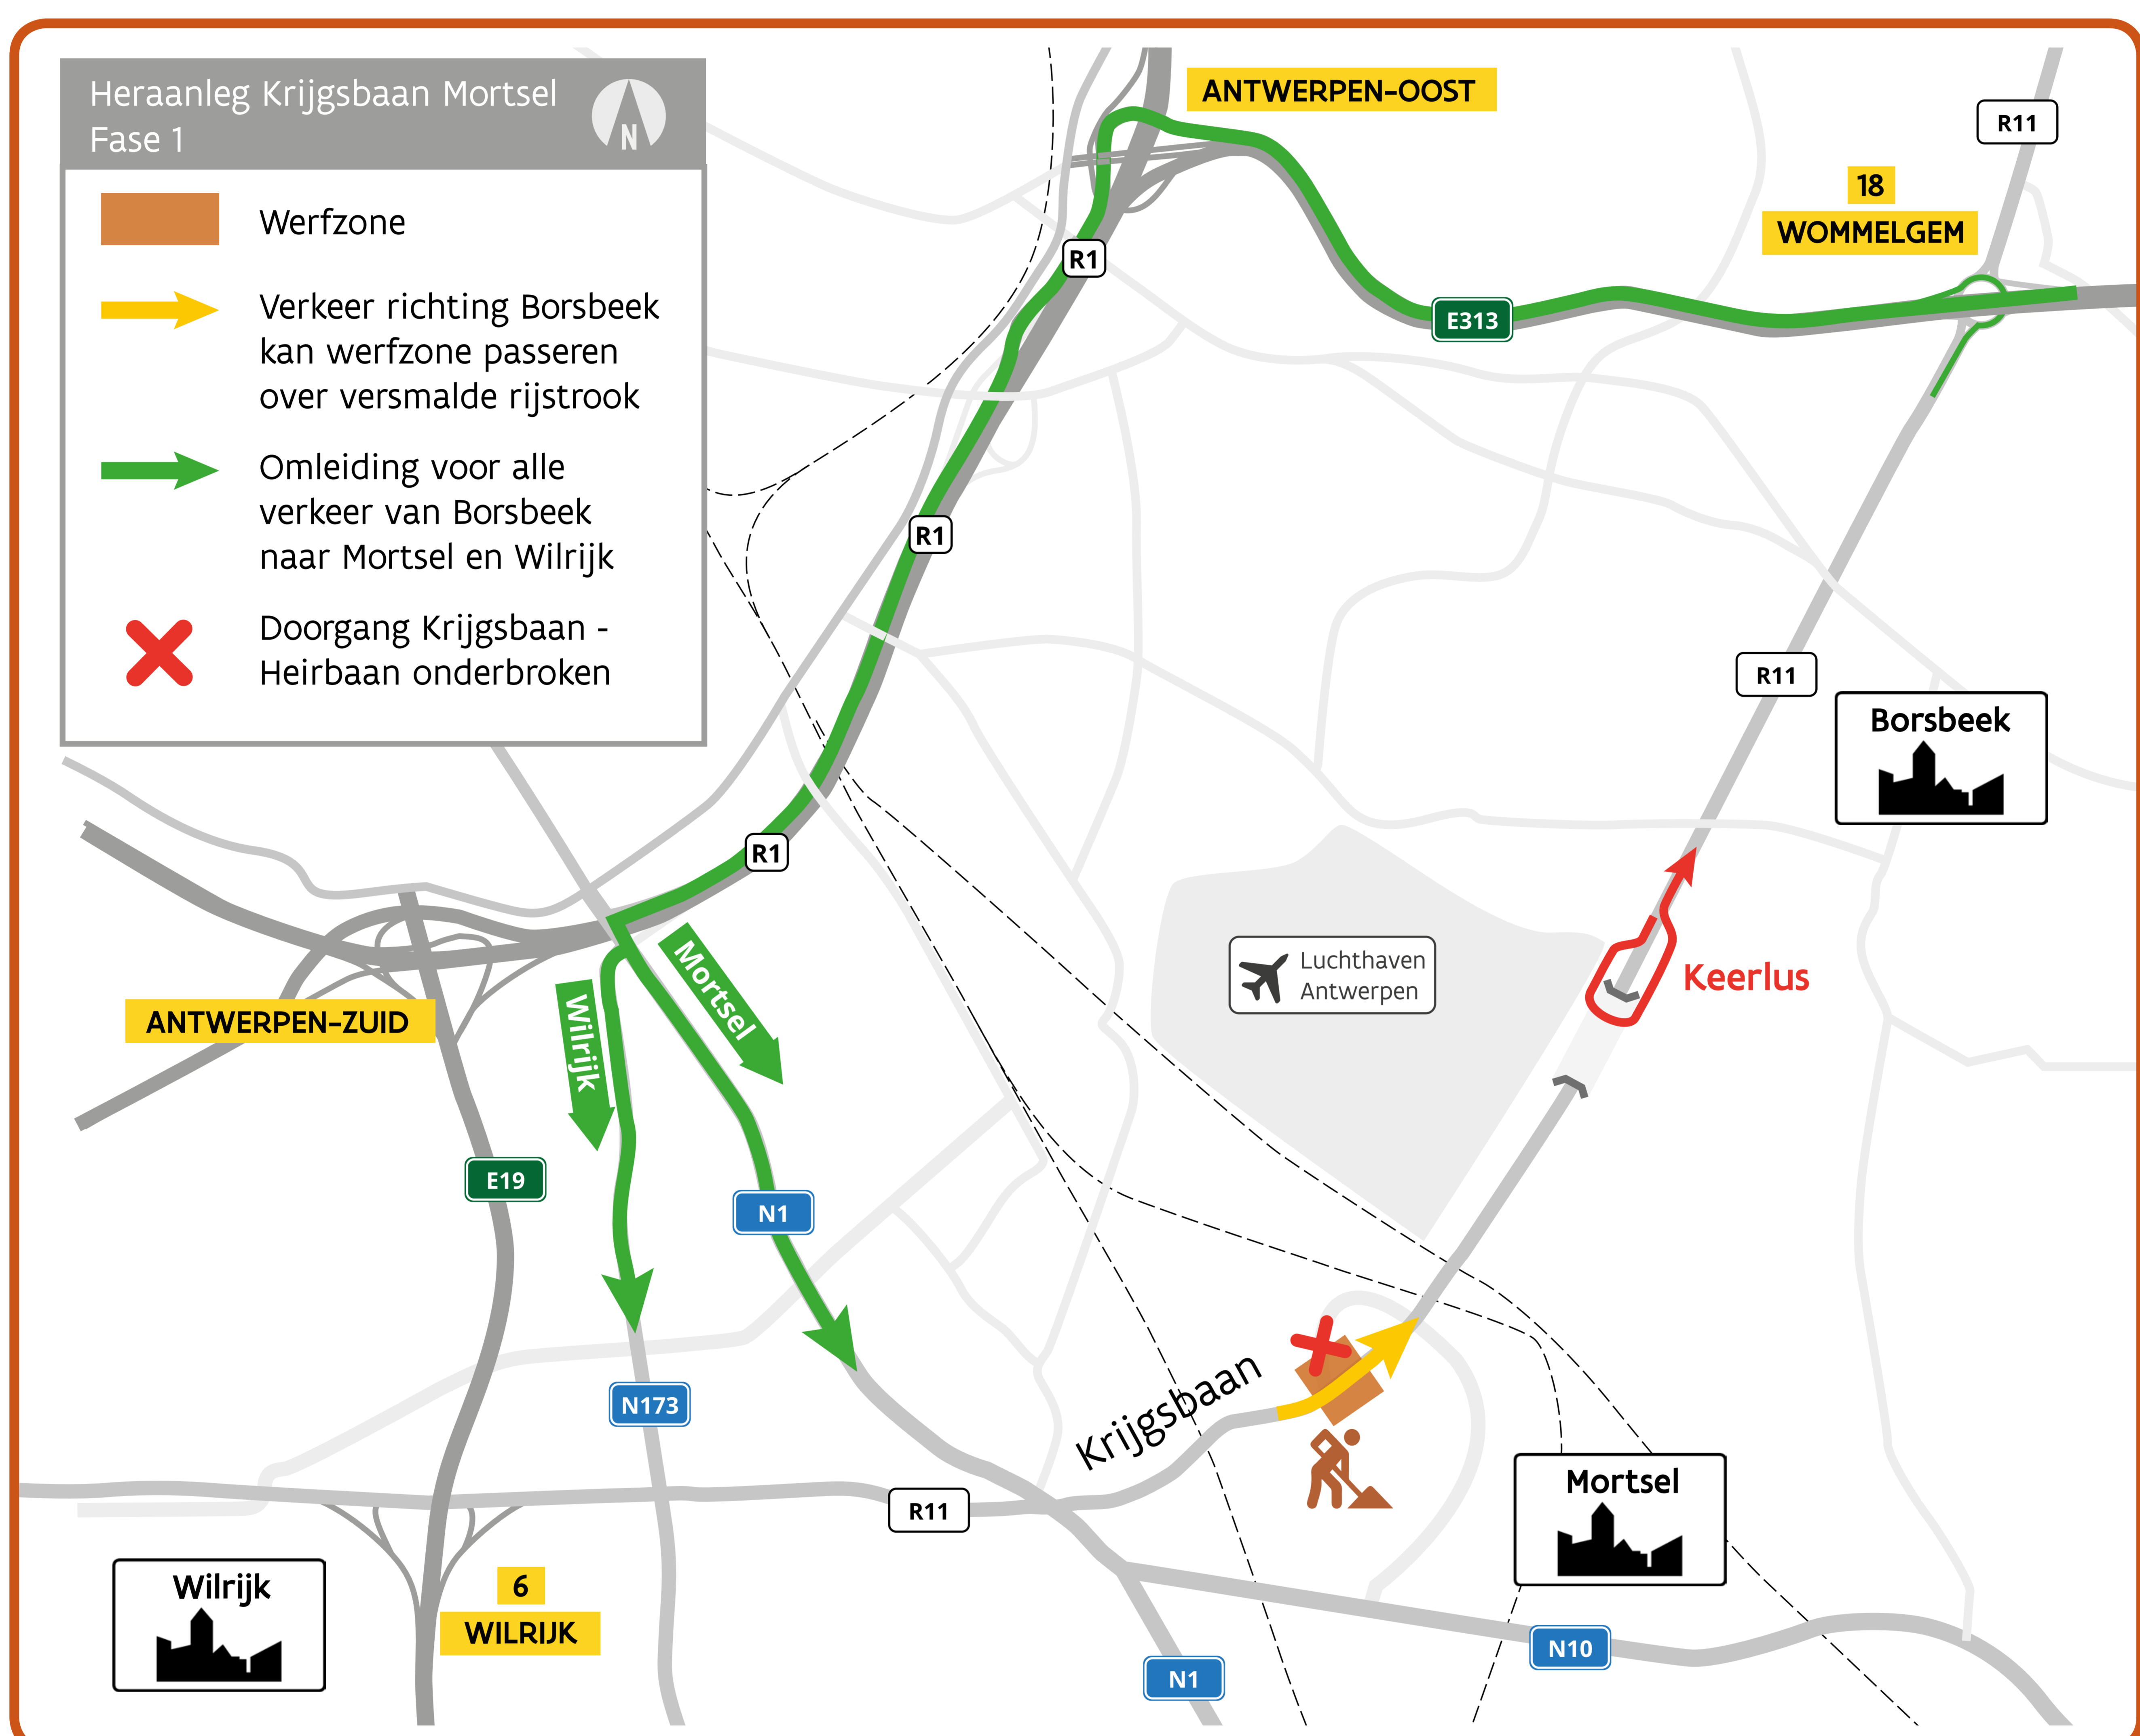 Heraanleg Krijgsbaan Mortsel
Fase 1
N
Werfzone
Verkeer richting Borsbeek
kan werfzone passeren
over versmalde rijstrook
Omleiding voor alle
verkeer van Borsbeek
naar Mortsel en Wilrijk
Doorgang Krijgsbaan -
Heirbaan onderbroken
ANTWERPEN-OOST
R11
18
WOMMELGEM
R1
E313
R1
R11
Borsbeek
R1
Mortsel
Wilrijk
Luchthaven
Antwerpen
Keerlus
ANTWERPEN-ZUID
E19
N1
N173
Krijgsbaan
R11
Mortsel
Wilrijk
6
WILRIJK
N10
N1